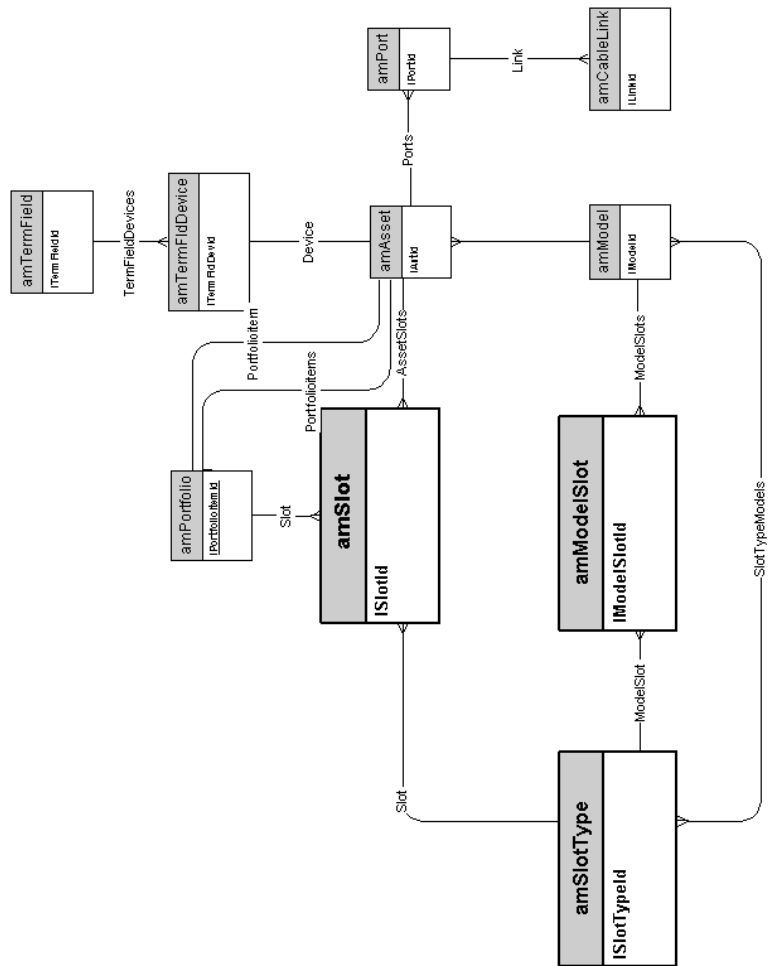 amTermField
lTermFieldId
TermFieldDevices
amTermFldDevice
lTermFldDevId
amPortfolio
lPortfolioItemId
Portfolioitem
Device
Slot
Portfolioitems
amSlot
lSlotId
amAsset
lAstId
AssetSlots
Slot
Ports
amPort
lPortId
Link
amCableLink
lLinkId
amSlotType
lSlotTypeId
ModelSlot
amModelSlot
lModelSlotId
ModelSlots
amModel
lModelId
SlotTypeModels